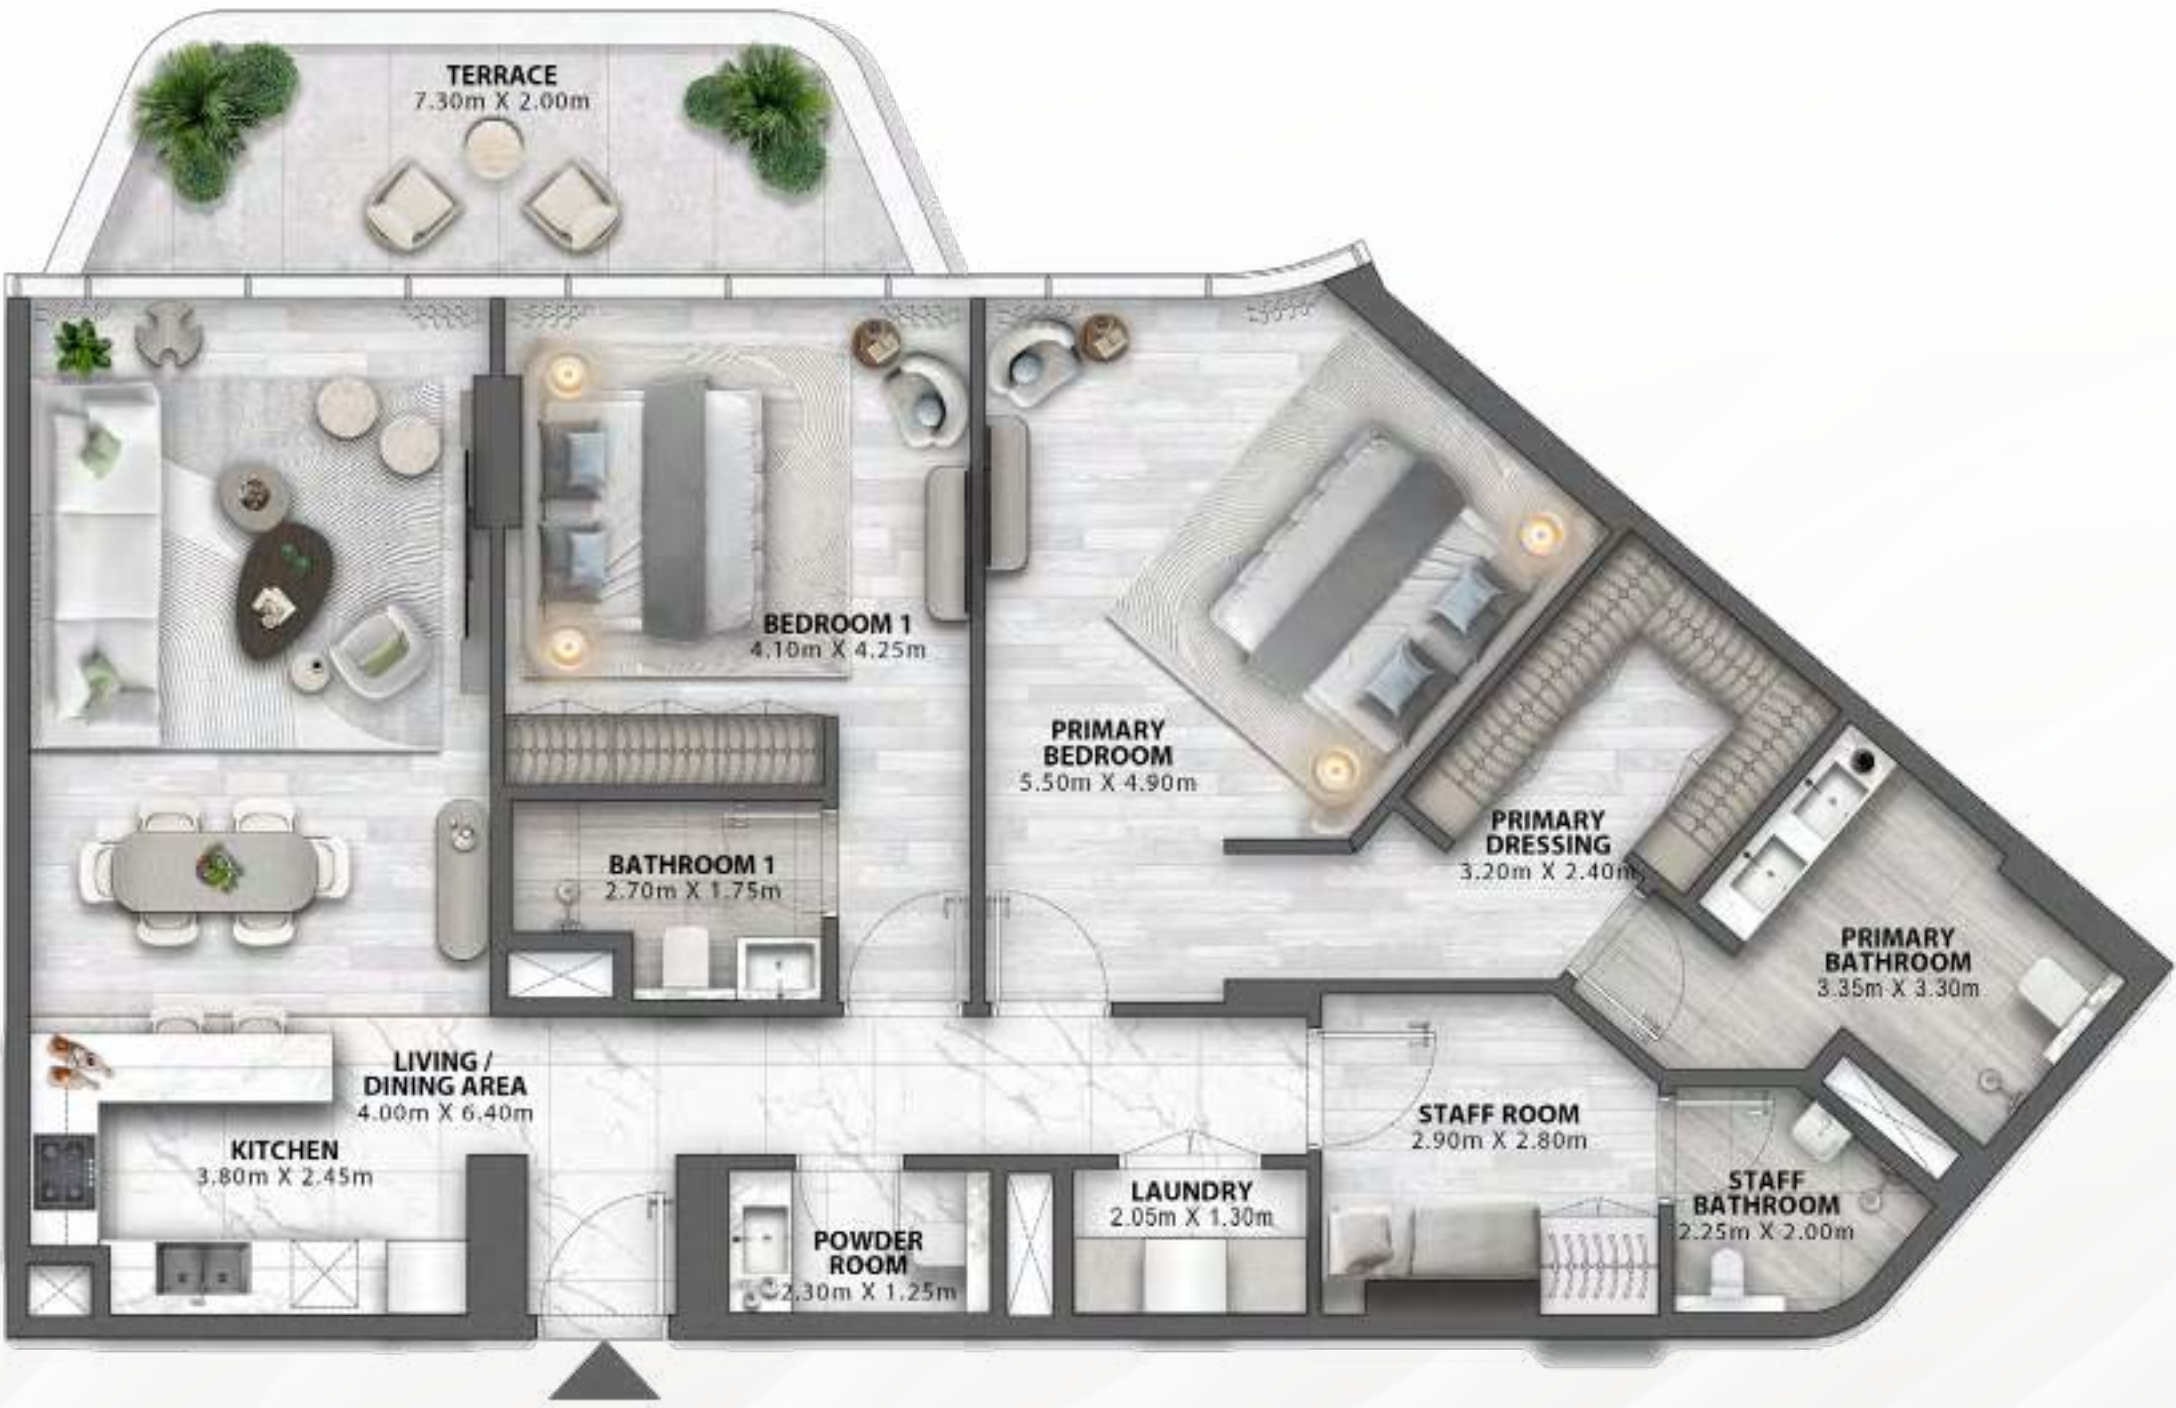 TERRACE
7.30m X 2.00m
BEDROOM 1
4.10m X 4.25m
PRIMARY
BEDROOM
5.50m X 4.90m
PRIMARY
DRESSING
3.20m X 2.40m
BATHROOM 1
2.70m X 1.75m
PRIMARY
BATHROOM
3.35m X 3.30m
LIVING /
DINING AREA
4.00m X 6.40m
KITCHEN
3.80m X 2.45m
STAFF ROOM
2.90m X 2.80m
LAUNDRY
2.05m X 1.30m
STAFF
BATHROOM
2.25m X 2.00m
POWDER
ROOM
2.30m X 1.25m